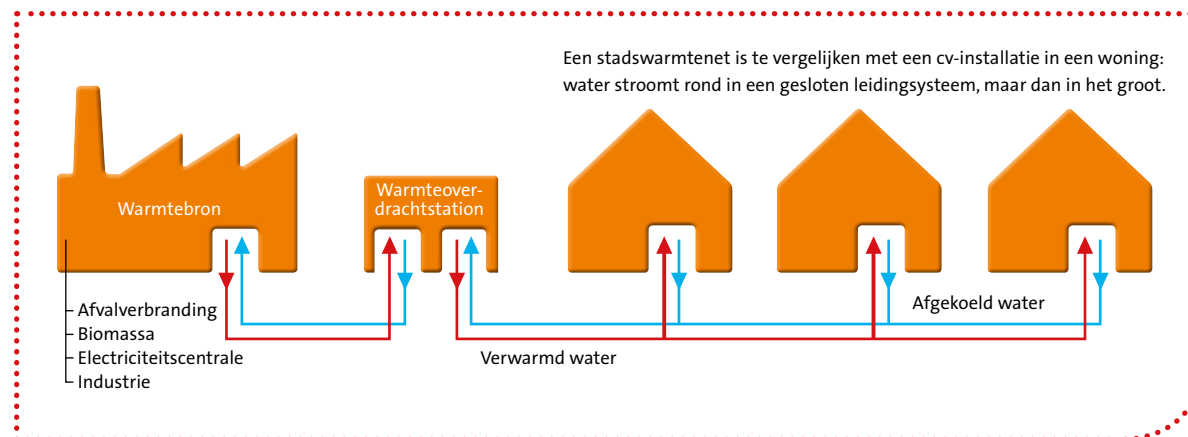 Een stadswarmtenet is te vergelijken met een cv-installatie in een woning:
water stroomt rond in een gesloten leidingsysteem, maar dan in het groot.
Warmtebron
Warmteover-
drachtstation
Afvalverbranding
Biomassa
Electriciteitscentrale
Industrie
Verwarmd water
Afgekoeld water